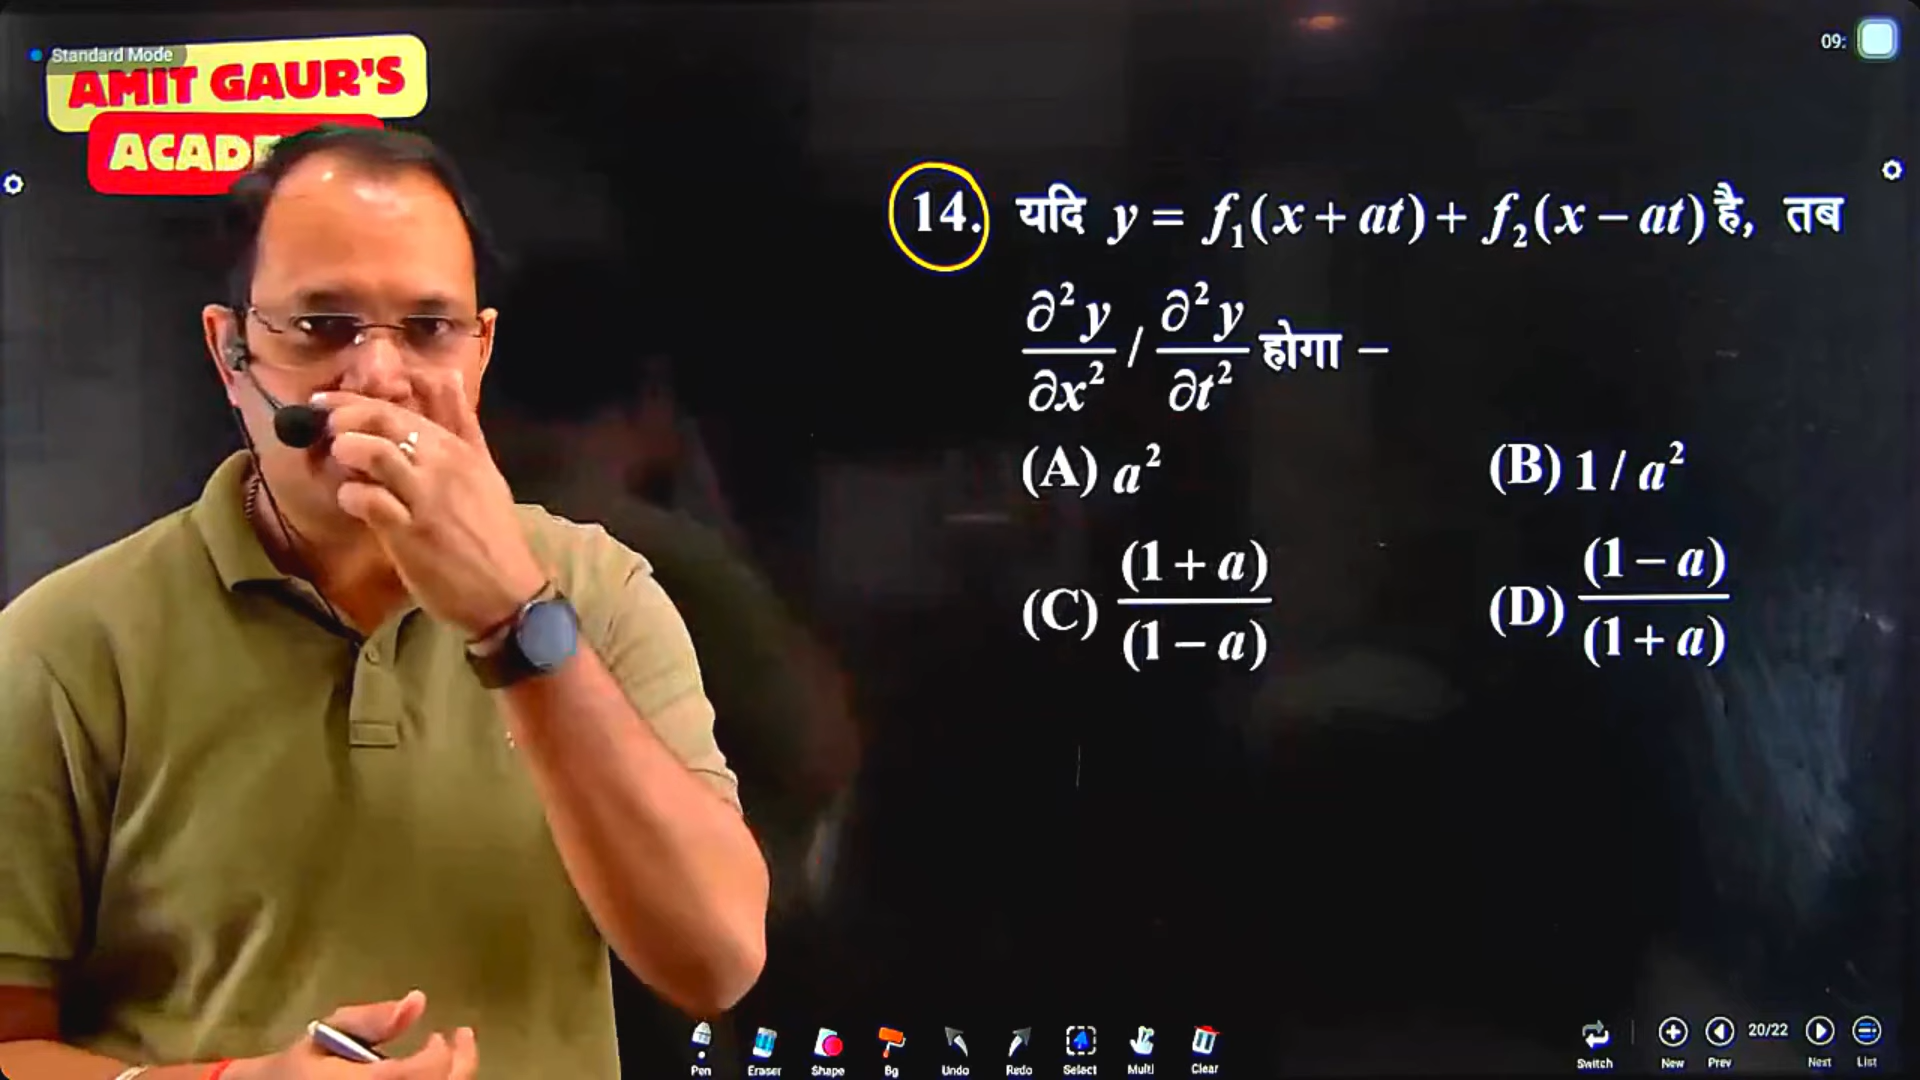 Standard Mode
AMIT GAUR'S
09:
14. यदि y = f₁(x + at) + f₂(x − at) है, तब
∂²y/∂x² / ∂²y/∂t² होगा –
(A) a² (B) 1 / a²
(C) (1 + a)/(1 − a) (D) (1 − a)/(1 + a)
Pen Eraser Shape Bg Undo Redo Select Multi Clear Switch New Prev 20/22 Next List